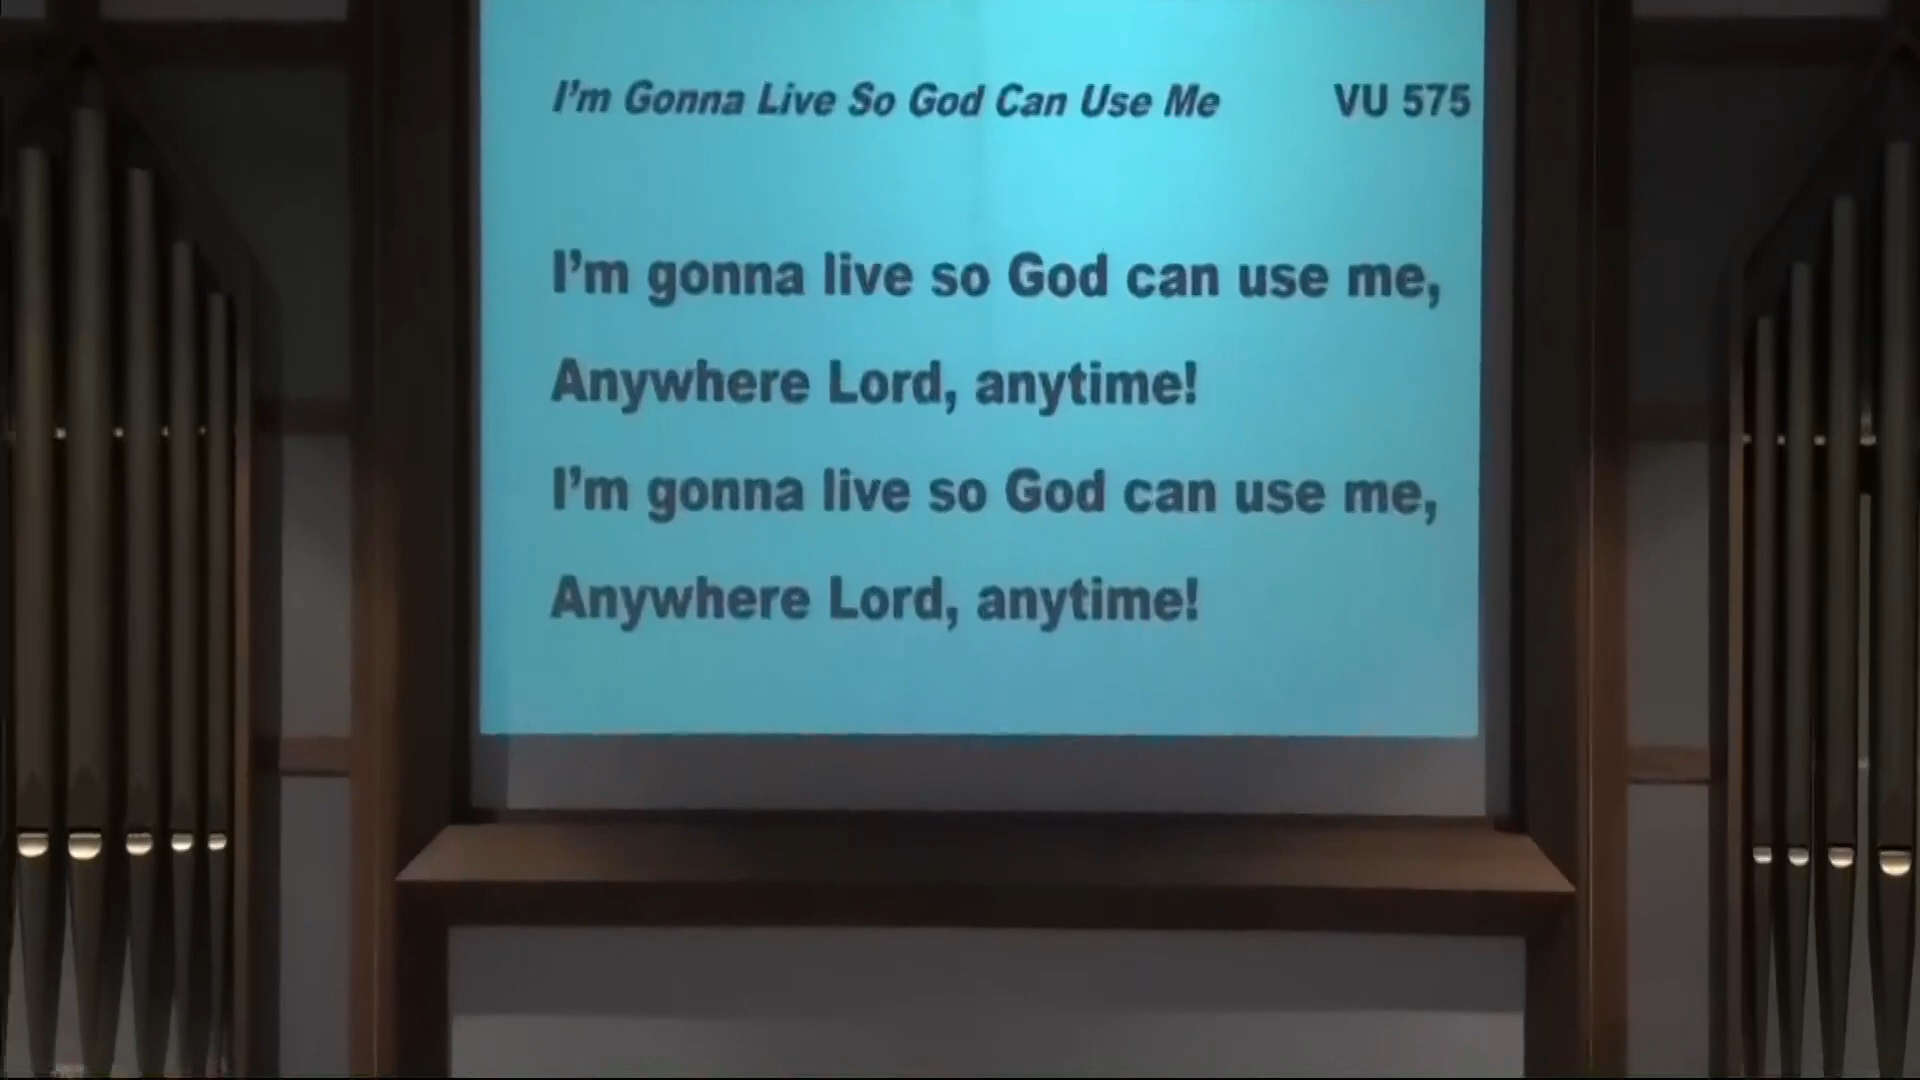 I'm Gonna Live So God Can Use Me VU 575
I'm gonna live so God can use me,
Anywhere Lord, anytime!
I'm gonna live so God can use me,
Anywhere Lord, anytime!